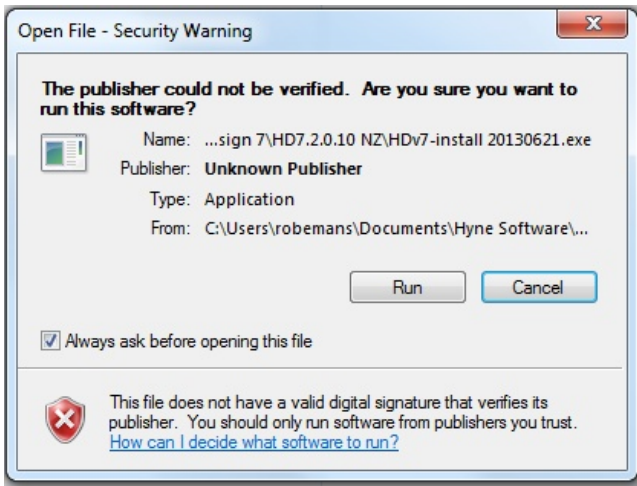 Open File - Security Warning
The publisher could not be verified. Are you sure you want to
run this software?
Name: ...sign 7\HD7.2.0.10 NZ\HDv7-install 20130621.exe
Publisher: Unknown Publisher
Type: Application
From: C:\Users\robemans\Documents\Hyne Software\...
Run Cancel
Always ask before opening this file
This file does not have a valid digital signature that verifies its
publisher. You should only run software from publishers you trust.
How can I decide what software to run?